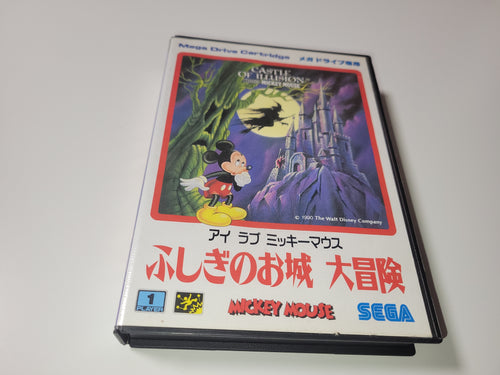 Mega Drive Cartridge メガドライブ専用
CASTLE
OF ILLUSION
MICKEY MOUSE
© 1990 The Walt Disney Company
アイ ラブ ミッキーマウス
ふしぎのお城 大冒険
1
PLAYER
MICKEY MOUSE
SEGA